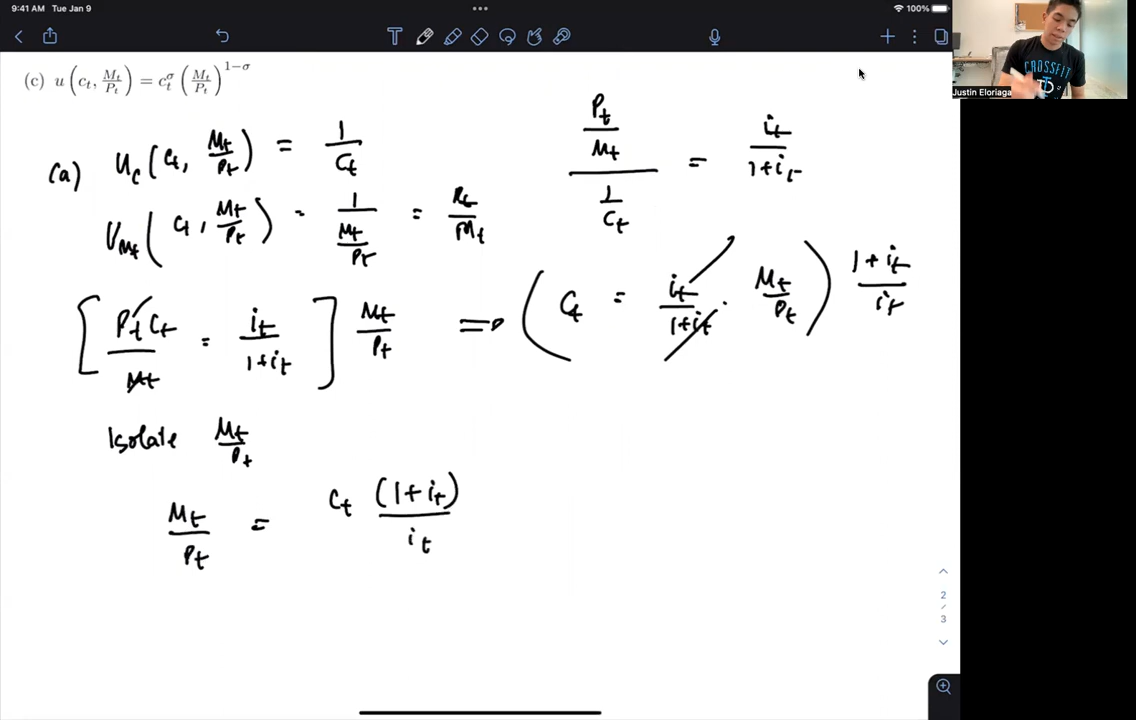 9:41 AM Tue Jan 9
100%
(c) u(c_t, M_t/P_t) = c_t^σ (M_t/P_t)^{1−σ}
CROSSFIT
Justin Eloriaga
(a) U_c(C_t, M_t/P_t) = 1/C_t
U_{Mt}(C_t, M_t/P_t) = 1/(M_t/P_t) = P_t/M_t
(P_t/M_t)/(1/C_t) = i_t/(1+i_t)
[P_t C_t/M_t = i_t/(1+i_t)] M_t/P_t ⇒ (C_t = i_t/(1+i_t) · M_t/P_t) (1+i_t)/i_t
Isolate M_t/P_t
M_t/P_t = C_t (1+i_t)/i_t
2
/
3